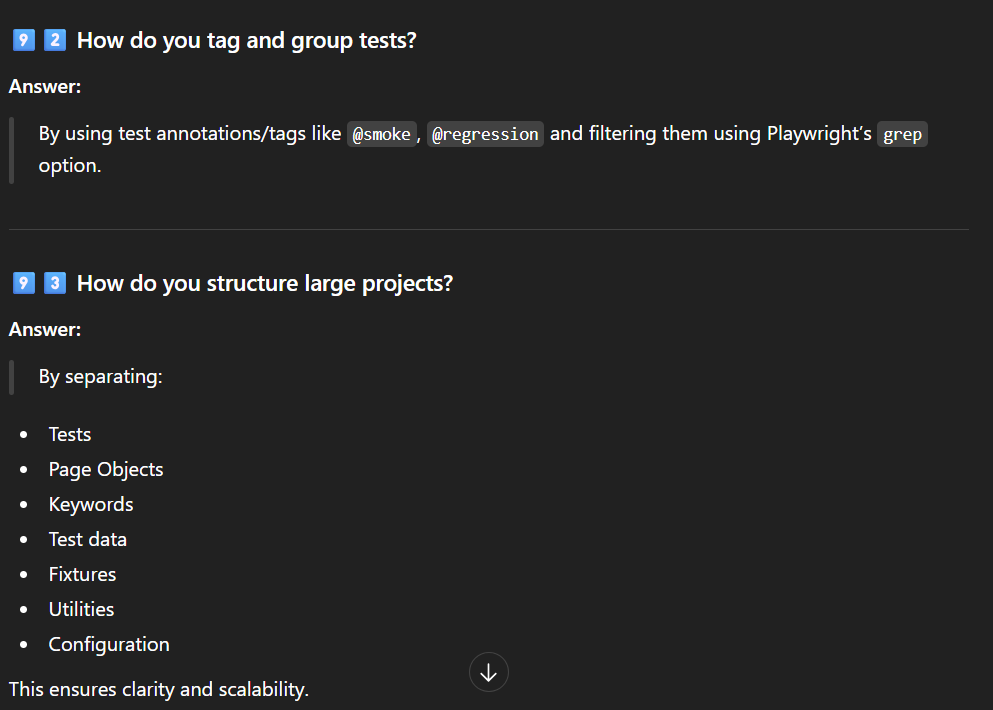 9️⃣ 2️⃣ How do you tag and group tests?
Answer:
By using test annotations/tags like @smoke, @regression and filtering them using Playwright’s grep
option.
9️⃣ 3️⃣ How do you structure large projects?
Answer:
By separating:
• Tests
• Page Objects
• Keywords
• Test data
• Fixtures
• Utilities
• Configuration
This ensures clarity and scalability.